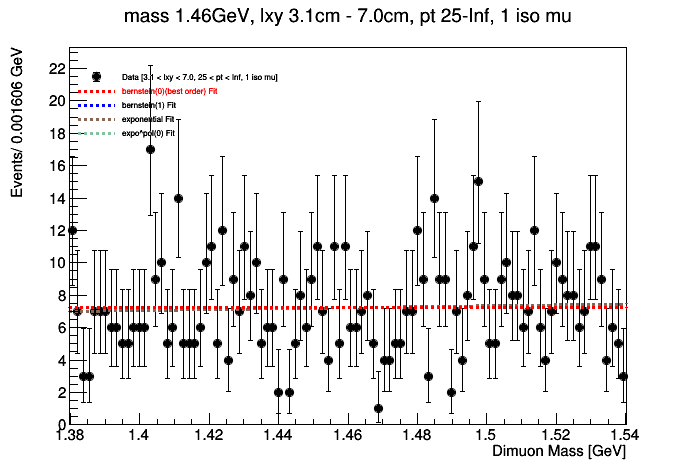 mass 1.46GeV, lxy 3.1cm - 7.0cm, pt 25-Inf, 1 iso mu
Events/ 0.001606 GeV
22
20
18
16
14
12
10
8
6
4
2
0
Data [3.1 < lxy < 7.0, 25 < pt < Inf, 1 iso mu]
bernstein(0)(best order) Fit
bernstein(1) Fit
exponential Fit
expo*pol(0) Fit
1.38 1.4 1.42 1.44 1.46 1.48 1.5 1.52 1.54
Dimuon Mass [GeV]